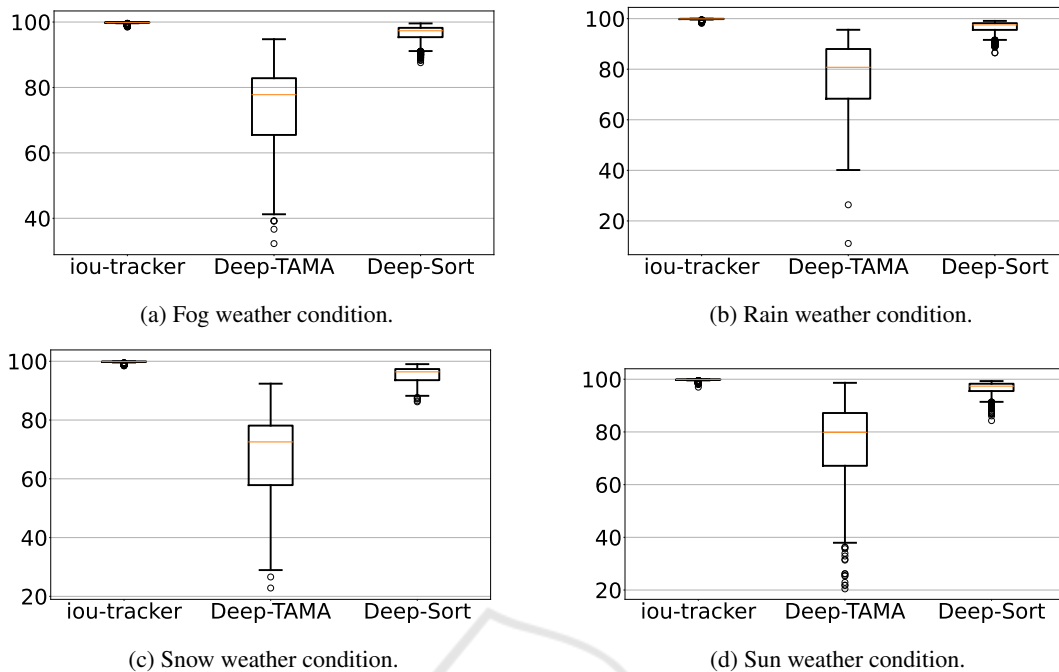 100
80
60
40
iou-tracker Deep-TAMA Deep-Sort
(a) Fog weather condition.
100
80
60
40
20
iou-tracker Deep-TAMA Deep-Sort
(b) Rain weather condition.
100
80
60
40
20
iou-tracker Deep-TAMA Deep-Sort
(c) Snow weather condition.
100
80
60
40
20
iou-tracker Deep-TAMA Deep-Sort
(d) Sun weather condition.